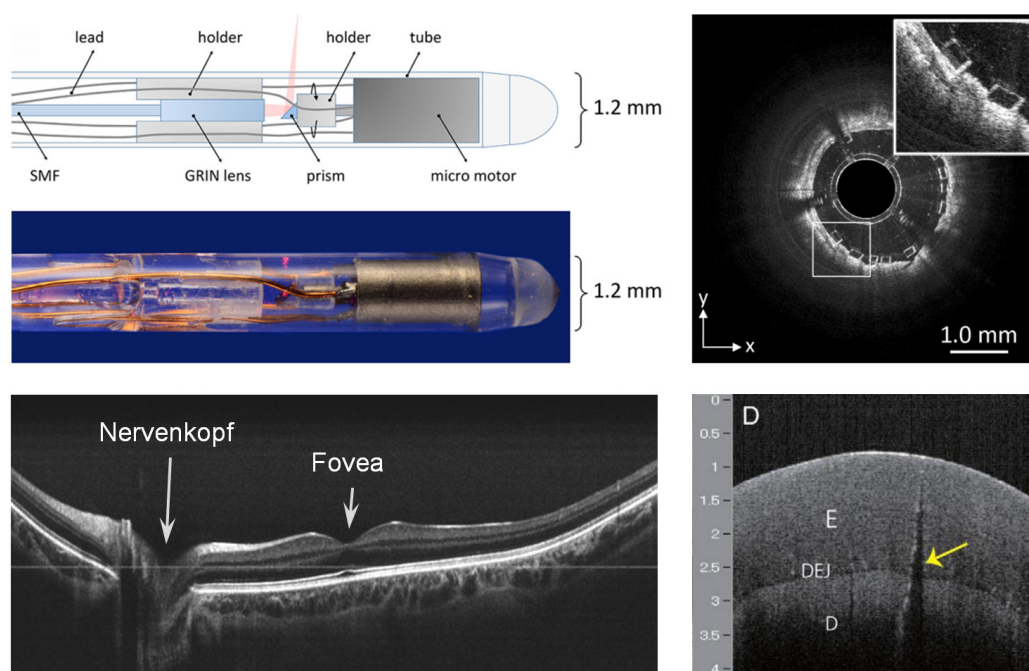 lead
holder
holder
tube
SMF
GRIN lens
prism
micro motor
1.2 mm
1.2 mm
y
x
1.0 mm
Nervenkopf
Fovea
0
0.5
1
1.5
2
2.5
3
3.5
4
D
E
DEJ
D